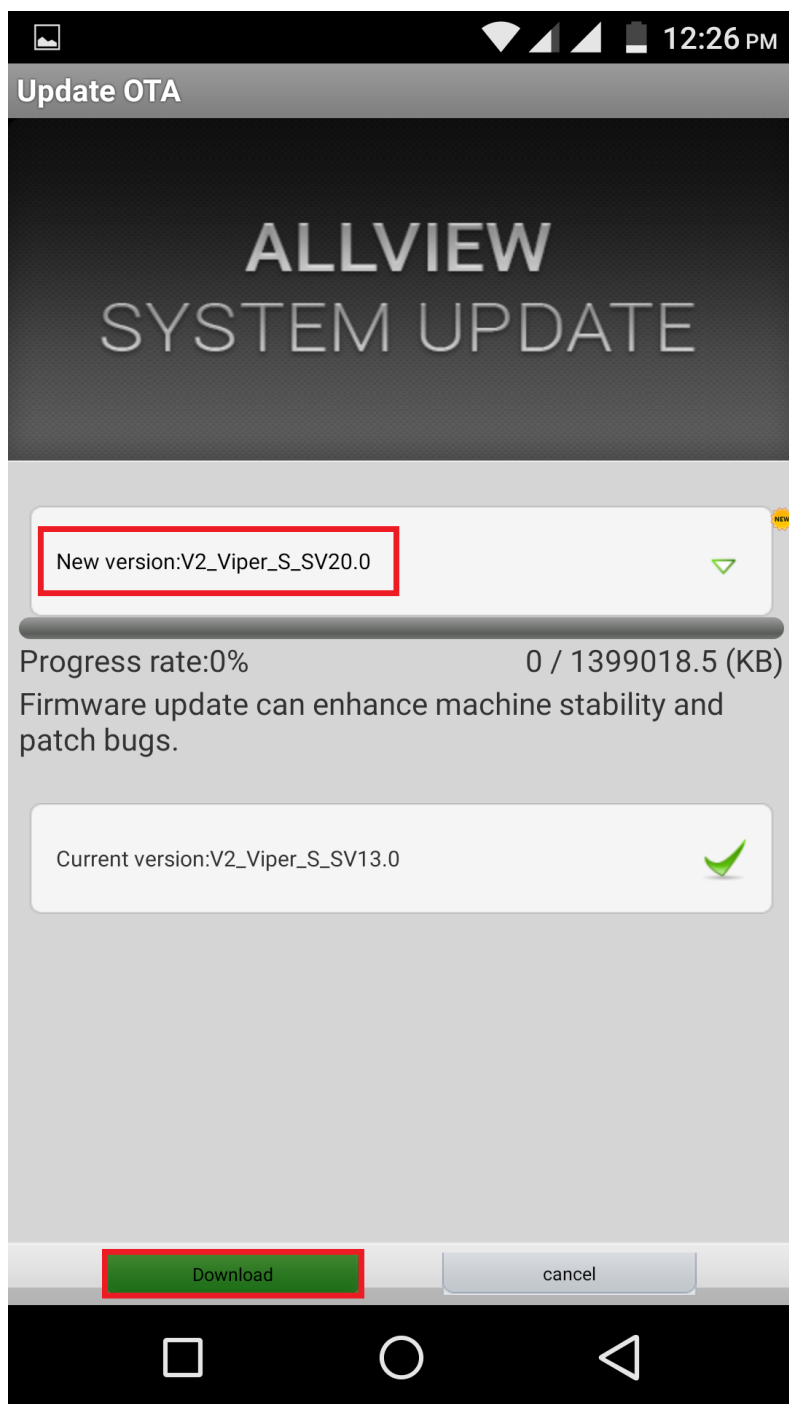 12:26 PM
Update OTA
ALLVIEW
SYSTEM UPDATE
NEW
New version:V2_Viper_S_SV20.0
Progress rate:0% 0 / 1399018.5 (KB)
Firmware update can enhance machine stability and
patch bugs.
Current version:V2_Viper_S_SV13.0
Download cancel